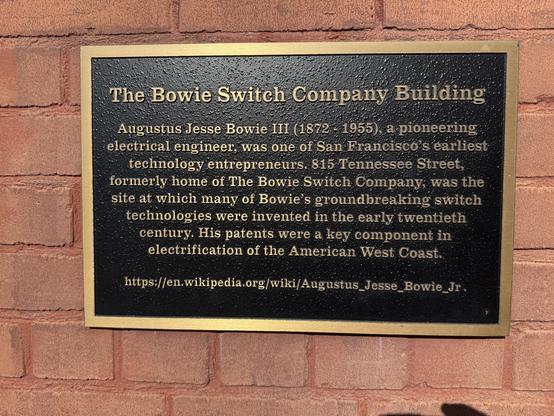 The Bowie Switch Company Building
Augustus Jesse Bowie III (1872 - 1955), a pioneering
electrical engineer, was one of San Francisco's earliest
technology entrepreneurs. 815 Tennessee Street,
formerly home of The Bowie Switch Company, was the
site at which many of Bowie's groundbreaking switch
technologies were invented in the early twentieth
century. His patents were a key component in
electrification of the American West Coast.
https://en.wikipedia.org/wiki/Augustus_Jesse_Bowie_Jr.